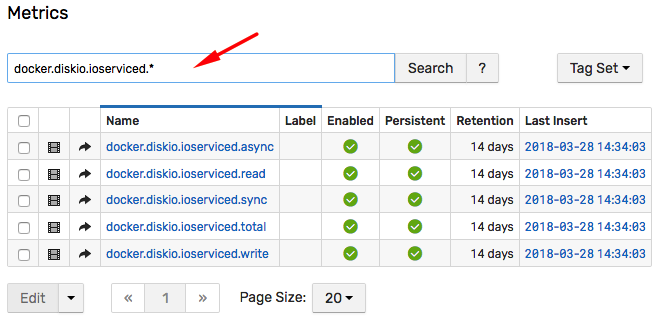 Metrics
docker.diskio.ioserviced.* Search ? Tag Set
Name Label Enabled Persistent Retention Last Insert
docker.diskio.ioserviced.async 14 days 2018-03-28 14:34:03
docker.diskio.ioserviced.read 14 days 2018-03-28 14:34:03
docker.diskio.ioserviced.sync 14 days 2018-03-28 14:34:03
docker.diskio.ioserviced.total 14 days 2018-03-28 14:34:03
docker.diskio.ioserviced.write 14 days 2018-03-28 14:34:03
Edit « 1 » Page Size: 20